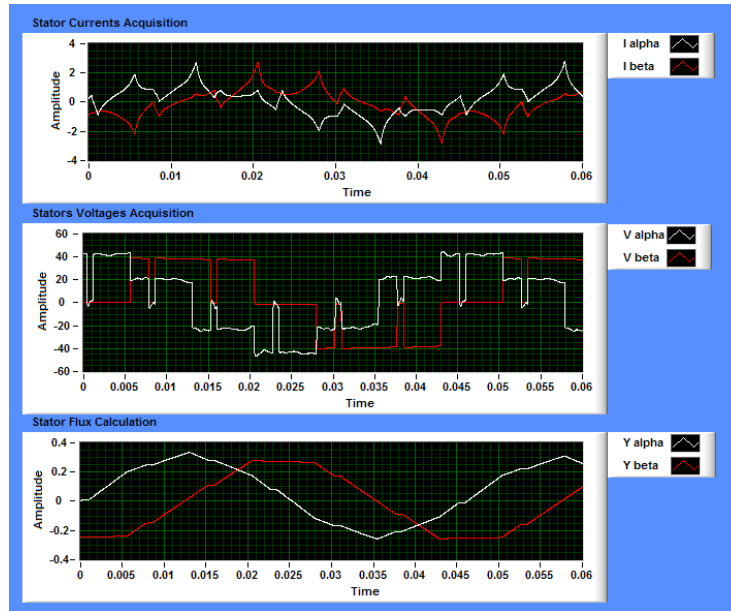 Stator Currents Acquisition
4
2
0
-2
-4
Amplitude
0 0.01 0.02 0.03 0.04 0.05 0.06
Time
I alpha
I beta
Stators Voltages Acquisition
60
40
20
0
-20
-40
-60
Amplitude
0 0.005 0.01 0.015 0.02 0.025 0.03 0.035 0.04 0.045 0.05 0.055 0.06
Time
V alpha
V beta
Stator Flux Calculation
0.4
0.2
0
-0.2
-0.4
Amplitude
0 0.005 0.01 0.015 0.02 0.025 0.03 0.035 0.04 0.045 0.05 0.055 0.06
Time
Y alpha
Y beta